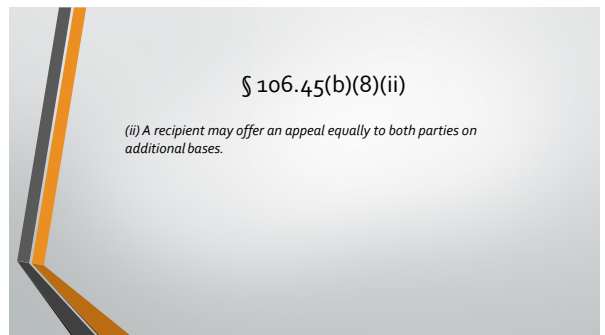 § 106.45(b)(8)(ii)
(ii) A recipient may offer an appeal equally to both parties on
additional bases.